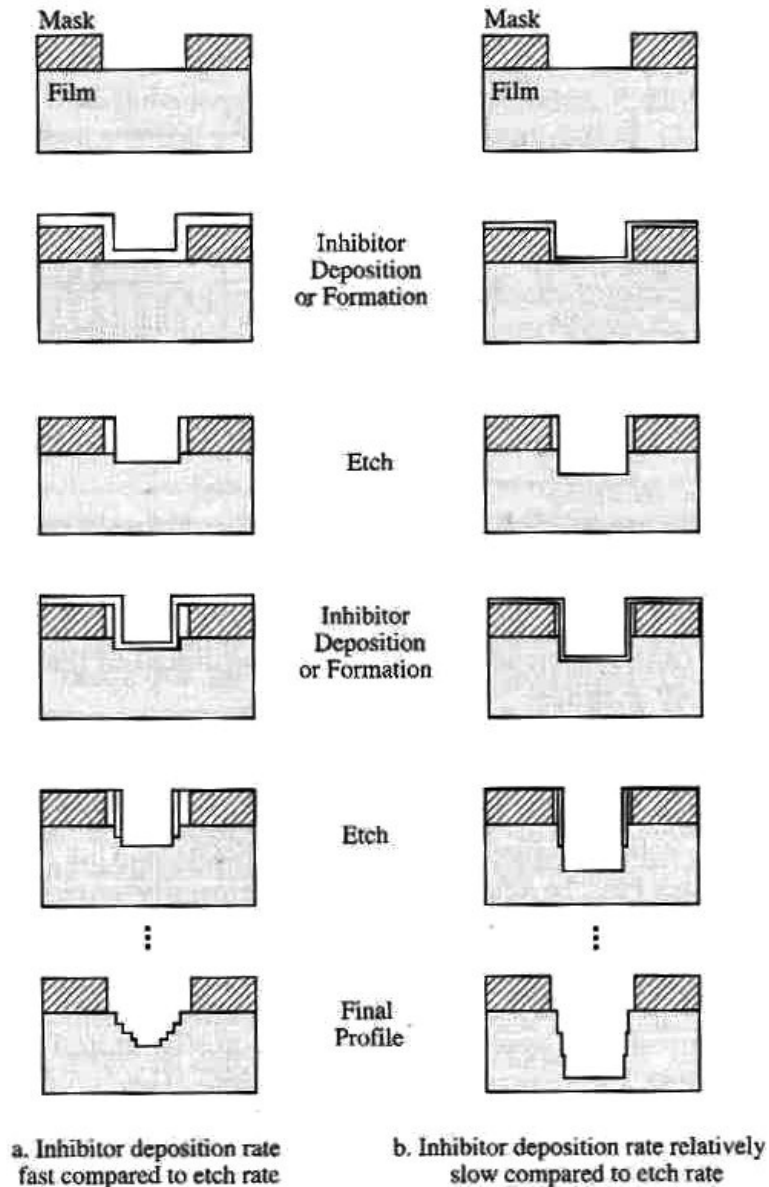 Mask
Mask
Film
Film
Inhibitor
Deposition
or Formation
Etch
Inhibitor
Deposition
or Formation
Etch
Final
Profile
a. Inhibitor deposition rate
fast compared to etch rate
b. Inhibitor deposition rate relatively
slow compared to etch rate